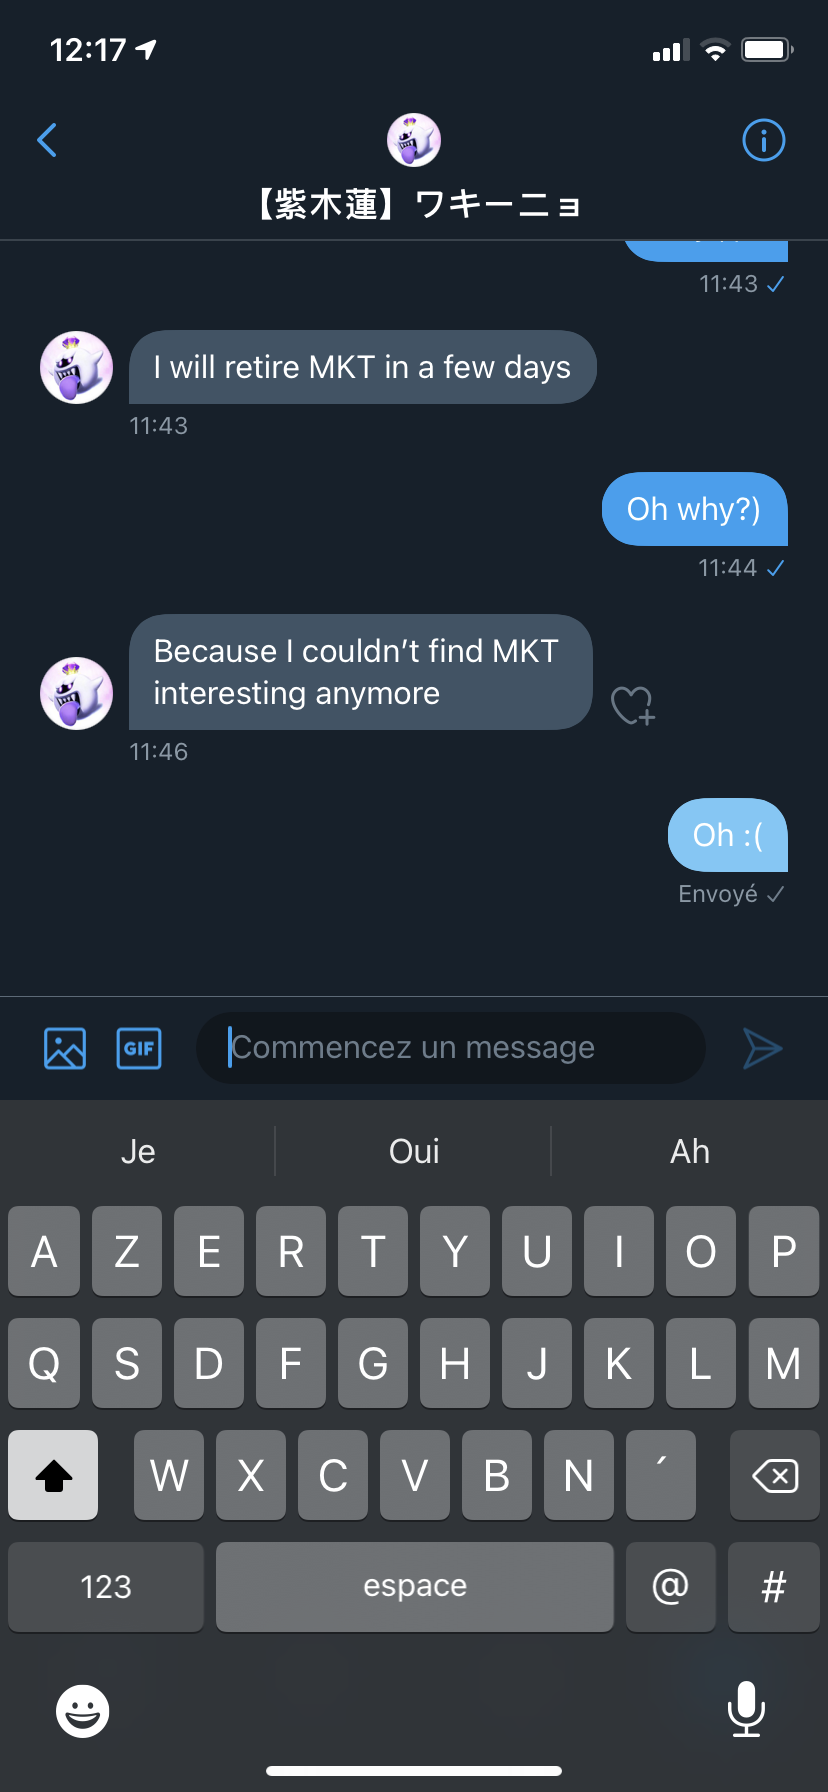 12:17
【紫木蓮】ワキーニョ
11:43
I will retire MKT in a few days
11:43
Oh why?)
11:44
Because I couldn’t find MKT
interesting anymore
11:46
Oh :(
Envoyé
GIF
Commencez un message
Je Oui Ah
A Z E R T Y U I O P
Q S D F G H J K L M
W X C V B N ´
123 espace @ #